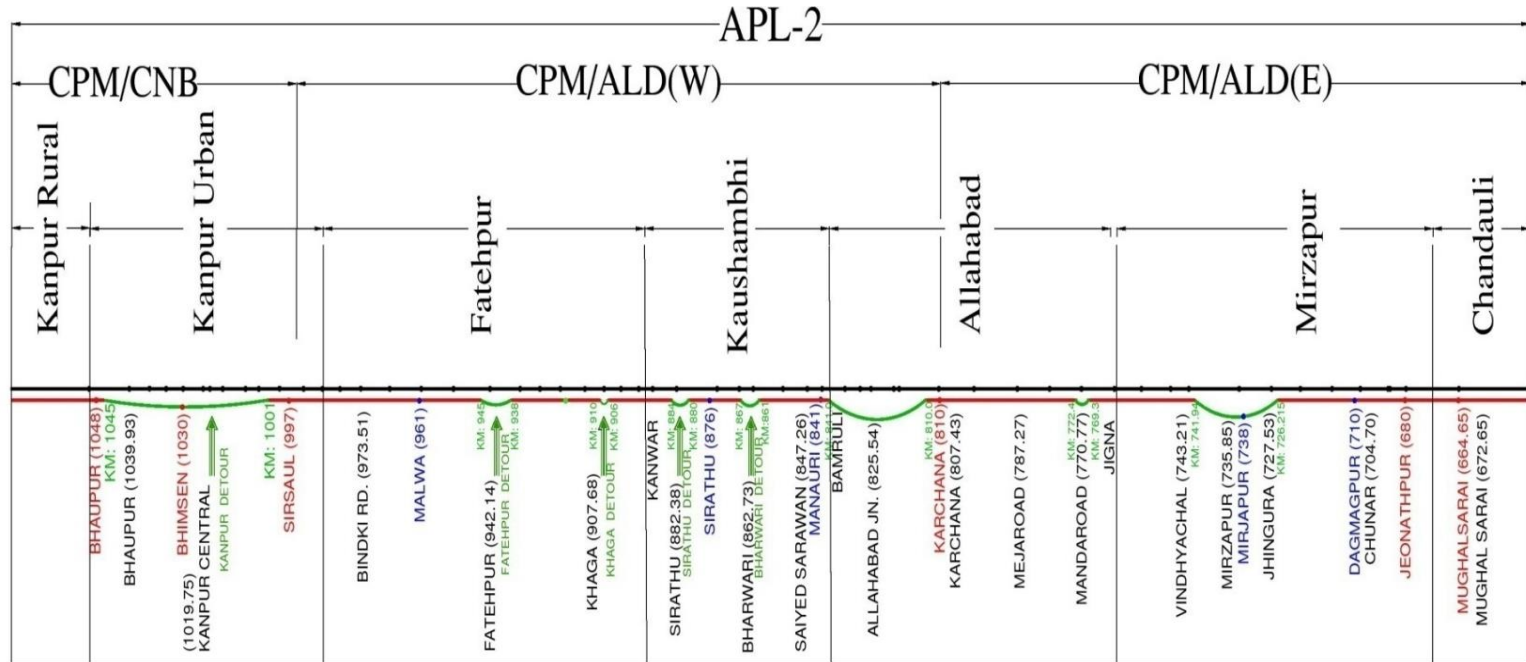 APL-2
CPM/CNB
CPM/ALD(W)
CPM/ALD(E)
Kanpur Rural
Kanpur Urban
Fatehpur
Kaushambhi
Allahabad
Mirzapur
Chandauli
BHAUPUR (1048)
KM: 1045
BHAUPUR (1039.93)
BHIMSEN (1030)
(1019.75)
KANPUR CENTRAL
KANPUR DETOUR
KM: 1001
SIRSAUL (997)
BINDKI RD. (973.51)
MALWA (961)
KM: 945
FATEHPUR (942.14)
FATEHPUR DETOUR
KM: 938
KM: 910
KHAGA (907.68)
KHAGA DETOUR
KM: 906
KANWAR
KM: 884
SIRATHU (882.38)
SIRATHU DETOUR
KM: 880
SIRATHU (876)
KM: 867
BHARWARI (862.73)
BHARWARI DETOUR
KM:861
SAIYED SARAWAN (847.26)
MANAURI (841)
BAMRULI
ALLAHABAD JN. (825.54)
KM: 810.0
KARCHANA (810)
KARCHANA (807.43)
MEJAROAD (787.27)
KM: 772.4
MANDAROAD (770.77)
KM: 769.3
JIGNA
VINDHYACHAL (743.21)
KM: 741.94
MIRZAPUR (735.85)
MIRJAPUR (738)
JHINGURA (727.53)
KM: 726.215
DAGMAGPUR (710)
CHUNAR (704.70)
JEONATHPUR (680)
MUGHALSARAI (664.65)
MUGHAL SARAI (672.65)